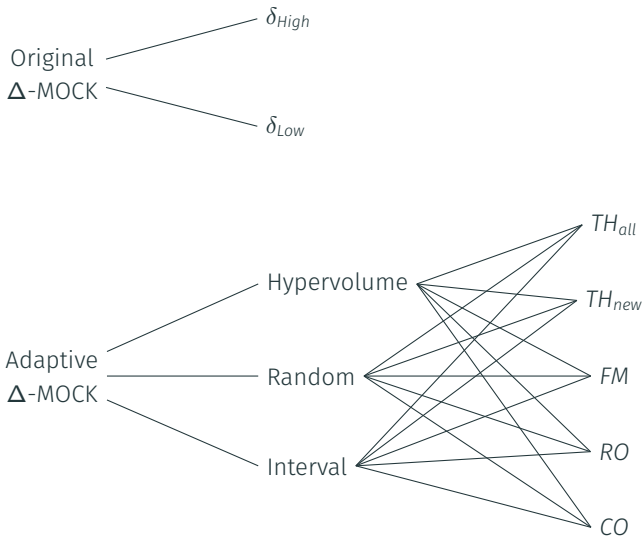 Original
Δ-MOCK
δHigh
δLow
Adaptive
Δ-MOCK
Hypervolume
Random
Interval
THall
THnew
FM
RO
CO